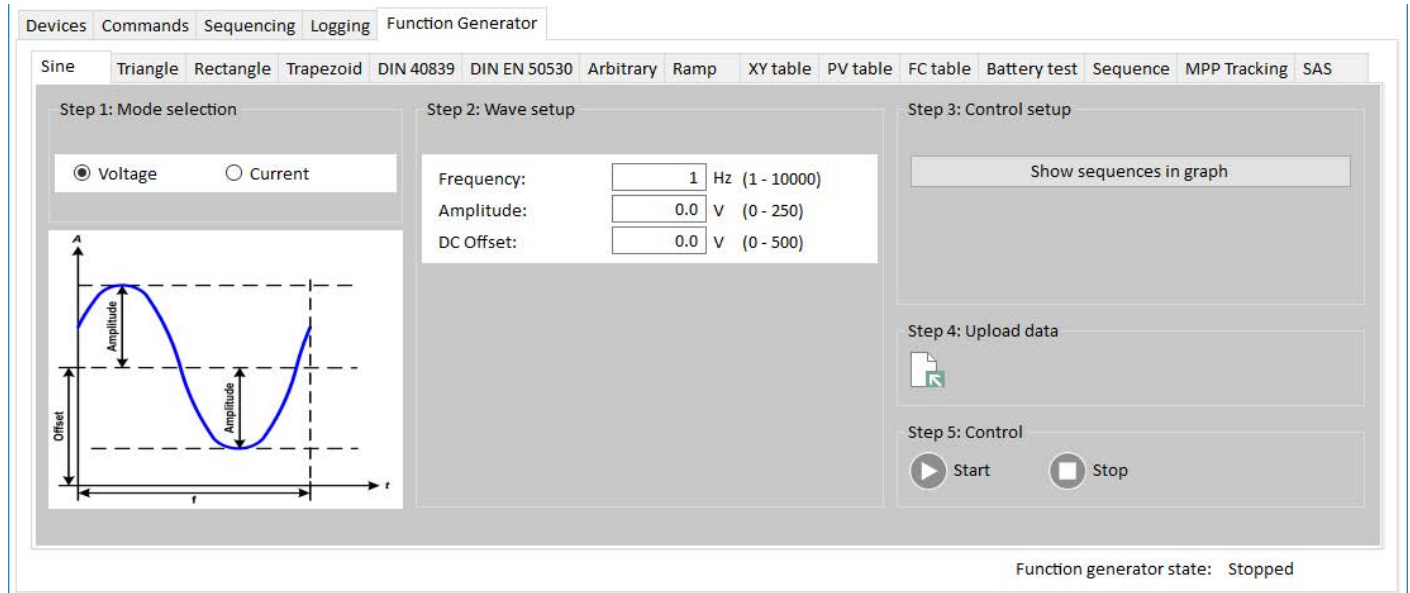 Devices Commands Sequencing Logging Function Generator
Sine Triangle Rectangle Trapezoid DIN 40839 DIN EN 50530 Arbitrary Ramp XY table PV table FC table Battery test Sequence MPP Tracking SAS
Step 1: Mode selection
Voltage Current
A
Amplitude
Amplitude
Offset
t
f
Step 2: Wave setup
Frequency: 1 Hz (1 - 10000)
Amplitude: 0.0 V (0 - 250)
DC Offset: 0.0 V (0 - 500)
Step 3: Control setup
Show sequences in graph
Step 4: Upload data
Step 5: Control
Start Stop
Function generator state: Stopped